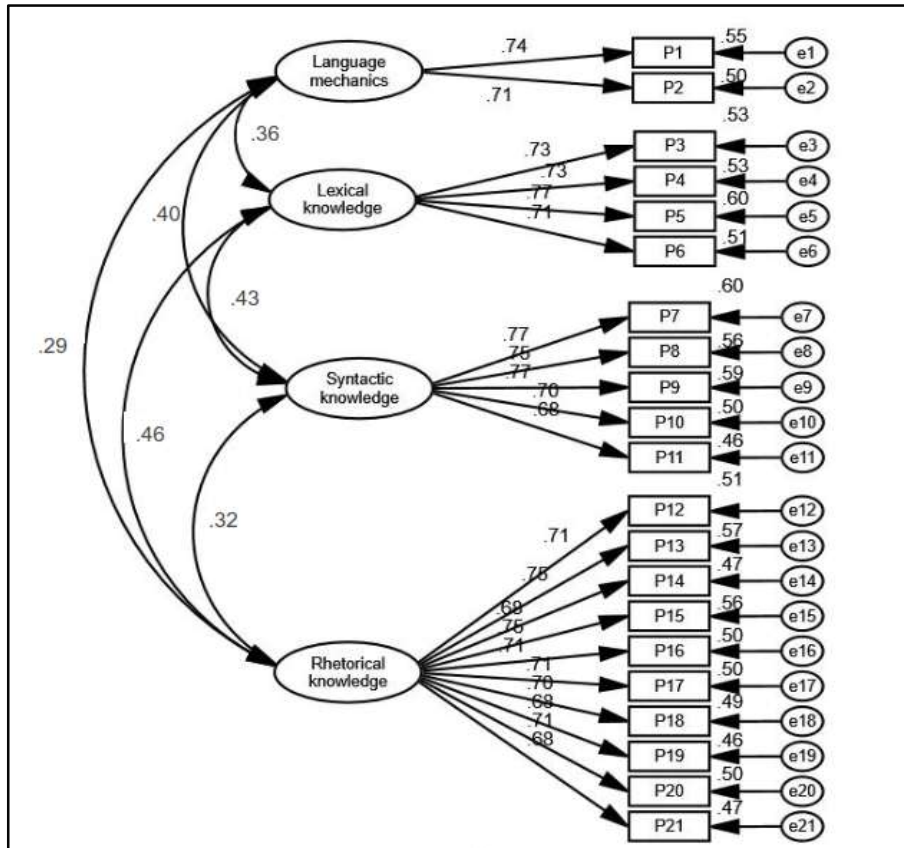 Language
mechanics
.74
.71
P1
.55
e1
P2
.50
e2
.36
.53
Lexical
knowledge
.73
.73
.77
.71
P3
e3
P4
.53
e4
P5
.60
e5
P6
.51
e6
.40
.43
.60
Syntactic
knowledge
.77
.75
.77
.70
.68
P7
e7
P8
.56
e8
P9
.59
e9
P10
.50
e10
P11
.46
e11
.29
.46
.32
.51
Rhetorical
knowledge
.71
.75
.68
.75
.71
.71
.70
.68
.71
.68
P12
e12
P13
.57
e13
P14
.47
e14
P15
.56
e15
P16
.50
e16
P17
.50
e17
P18
.49
e18
P19
.46
e19
P20
.50
e20
P21
.47
e21